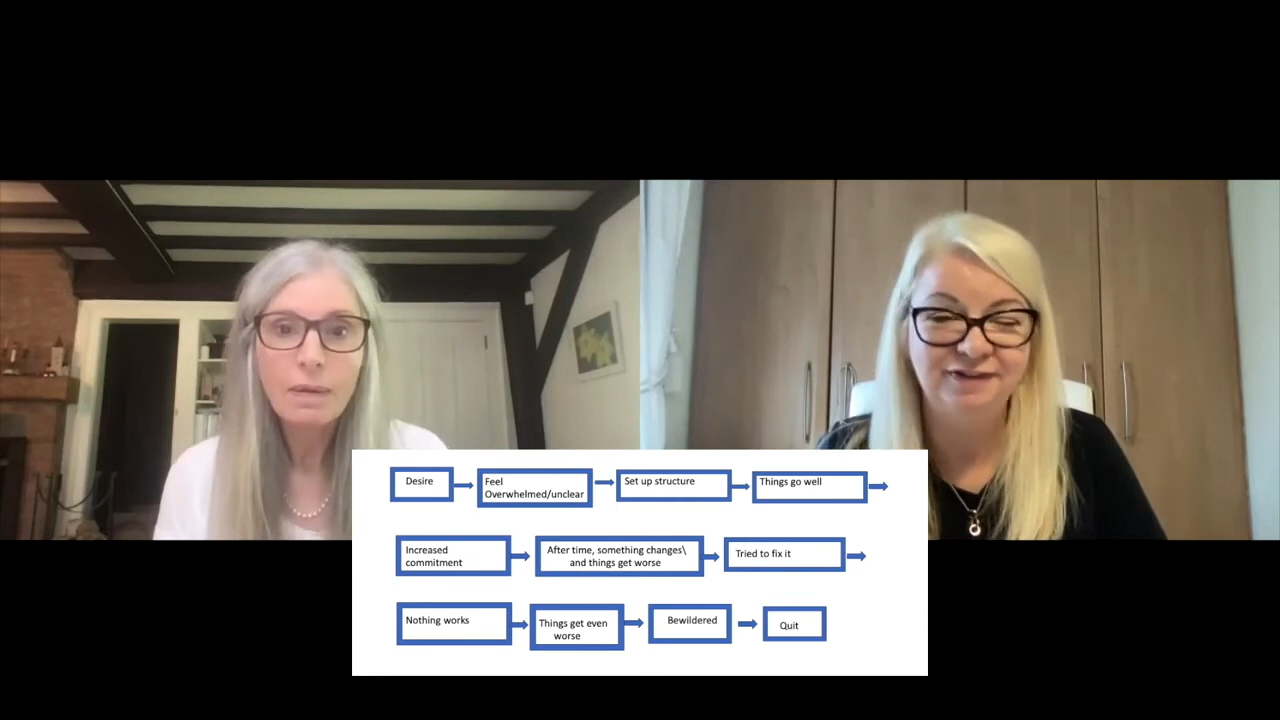 Desire
Feel
Overwhelmed/unclear
Set up structure
Things go well
Increased
commitment
After time, something changes\
and things get worse
Tried to fix it
Nothing works
Things get even
worse
Bewildered
Quit